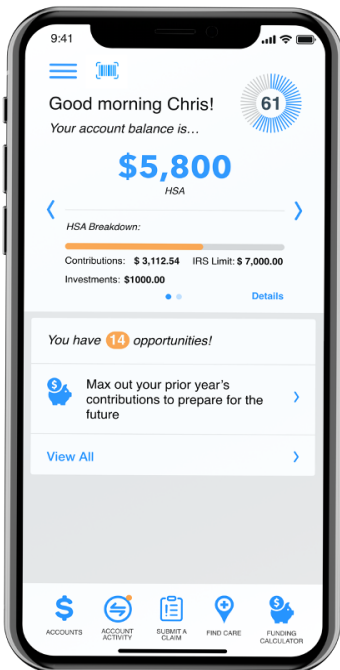 9:41
Good morning Chris!
61
Your account balance is...
$5,800
HSA
HSA Breakdown:
Contributions: $ 3,112.54 IRS Limit: $ 7,000.00
Investments: $1000.00
Details
You have 14 opportunities!
$
Max out your prior year's
contributions to prepare for the
future
View All
$
$
ACCOUNTS
ACCOUNT
ACTIVITY
SUBMIT A
CLAIM
FIND CARE
FUNDING
CALCULATOR